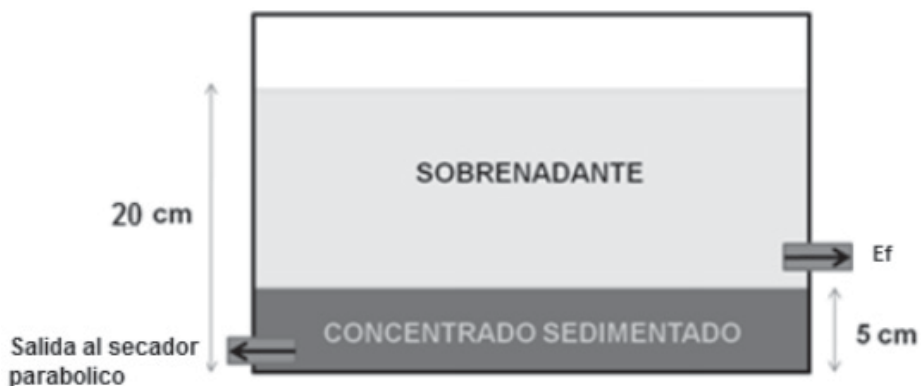 SOBRENADANTE
20 cm
Ef
CONCENTRADO SEDIMENTADO
5 cm
Salida al secador
parabolico